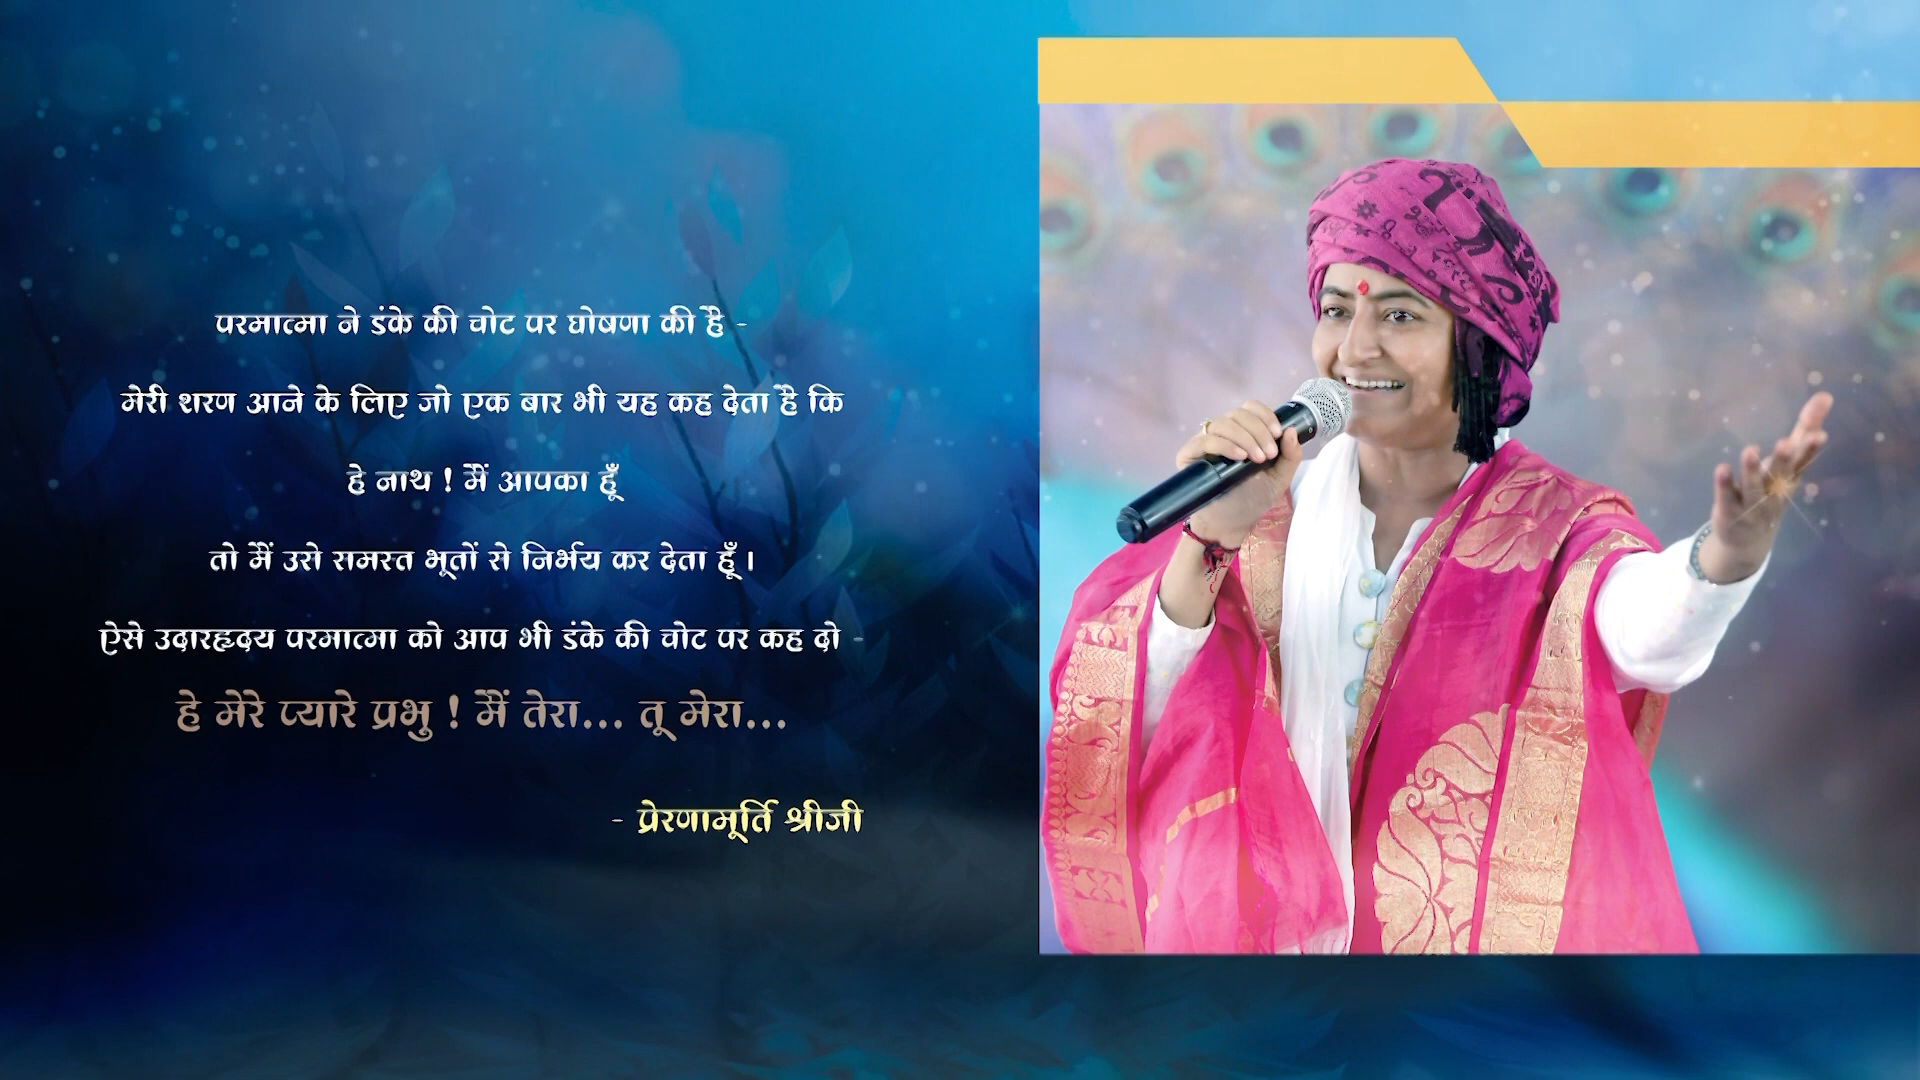 परमात्मा ने डंके की चोट पर घोषणा की है -
मेरी शरण आने के लिए जो एक बार भी यह कह देता है कि
हे नाथ ! मैं आपका हूँ
तो मैं उसे समस्त भूतों से निर्भय कर देता हूँ ।
ऐसे उदारहृदय परमात्मा को आप भी डंके की चोट पर कह दो -
हे मेरे प्यारे प्रभु ! मैं तेरा... तू मेरा...
- प्रेरणामूर्ति श्रीजी